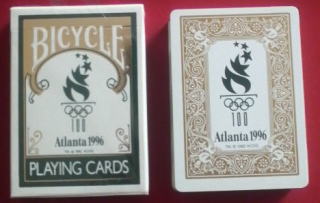 BICYCLE
100
Atlanta 1996
PLAYING CARDS
100
Atlanta 1996